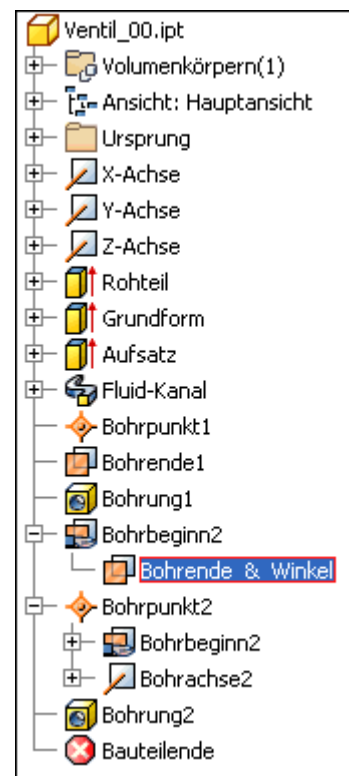 Ventil_00.ipt
Volumenkörpern(1)
Ansicht: Hauptansicht
Ursprung
X-Achse
Y-Achse
Z-Achse
Rohteil
Grundform
Aufsatz
Fluid-Kanal
Bohrpunkt1
Bohrende1
Bohrung1
Bohrbeginn2
Bohrende & Winkel
Bohrpunkt2
Bohrbeginn2
Bohrachse2
Bohrung2
Bauteilende